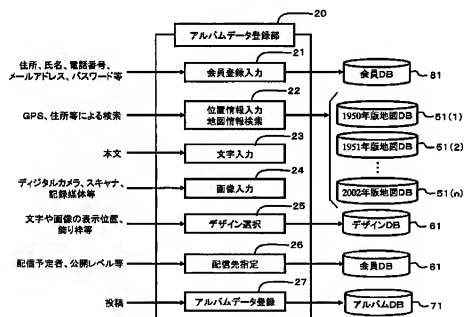 20
アルバムデータ登録部
住所、氏名、電話番号、
メールアドレス、パスワード等
21
会員登録入力
会員DB
81
GPS、住所等による検索
22
位置情報入力
地図情報検索
1950年版地図DB
51(1)
1951年版地図DB
51(2)
2002年版地図DB
51(n)
本文
23
文字入力
ディジタルカメラ、スキャナ、
記録媒体等
24
画像入力
文字や画像の表示位置、
飾り枠等
25
デザイン選択
デザインDB
61
配信予定者、公開レベル等
26
配信先指定
会員DB
81
投稿
27
アルバムデータ登録
アルバムDB
71